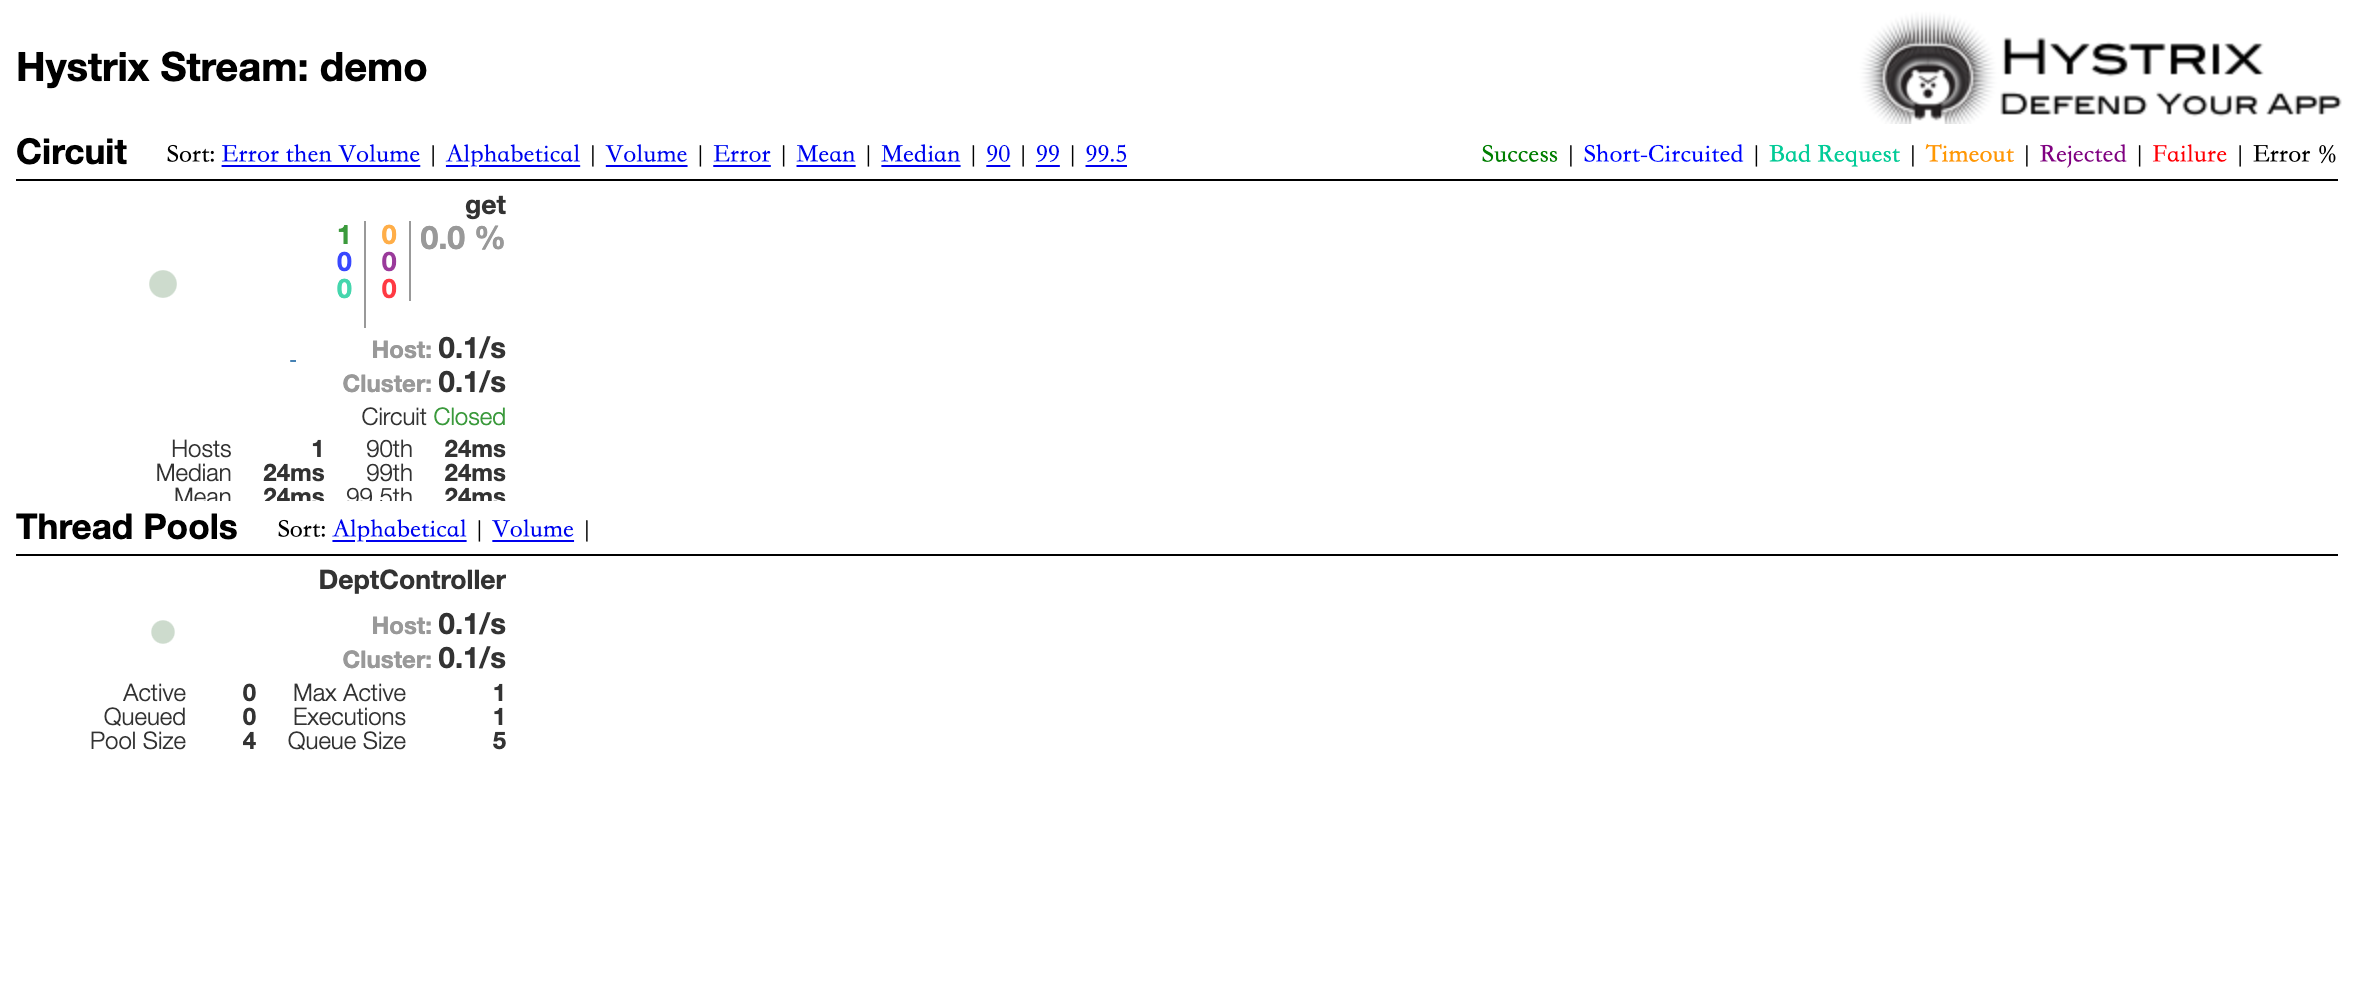 Hystrix Stream: demo
HYSTRIX
DEFEND YOUR APP
Circuit Sort: Error then Volume | Alphabetical | Volume | Error | Mean | Median | 90 | 99 | 99.5
Success | Short-Circuited | Bad Request | Timeout | Rejected | Failure | Error %
get
1 0 0.0 %
0 0
0 0
Host: 0.1/s
Cluster: 0.1/s
Circuit Closed
Hosts 1 90th 24ms
Median 24ms 99th 24ms
Mean 24ms 99.5th 24ms
Thread Pools Sort: Alphabetical | Volume |
DeptController
Host: 0.1/s
Cluster: 0.1/s
Active 0 Max Active 1
Queued 0 Executions 1
Pool Size 4 Queue Size 5